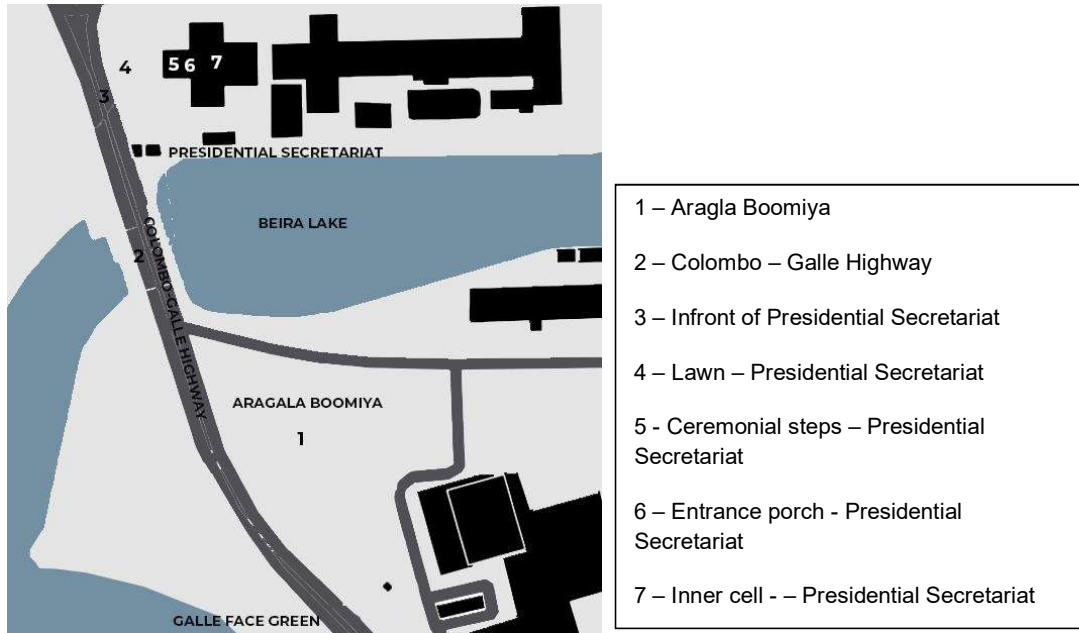 5 6 7
4
3
PRESIDENTIAL SECRETARIAT
BEIRA LAKE
2
COLOMBO-GALLE HIGHWAY
ARAGALA BOOMIYA
1
GALLE FACE GREEN
1 – Aragla Boomiya
2 – Colombo – Galle Highway
3 – Infront of Presidential Secretariat
4 – Lawn – Presidential Secretariat
5 - Ceremonial steps – Presidential
Secretariat
6 – Entrance porch - Presidential
Secretariat
7 – Inner cell - – Presidential Secretariat